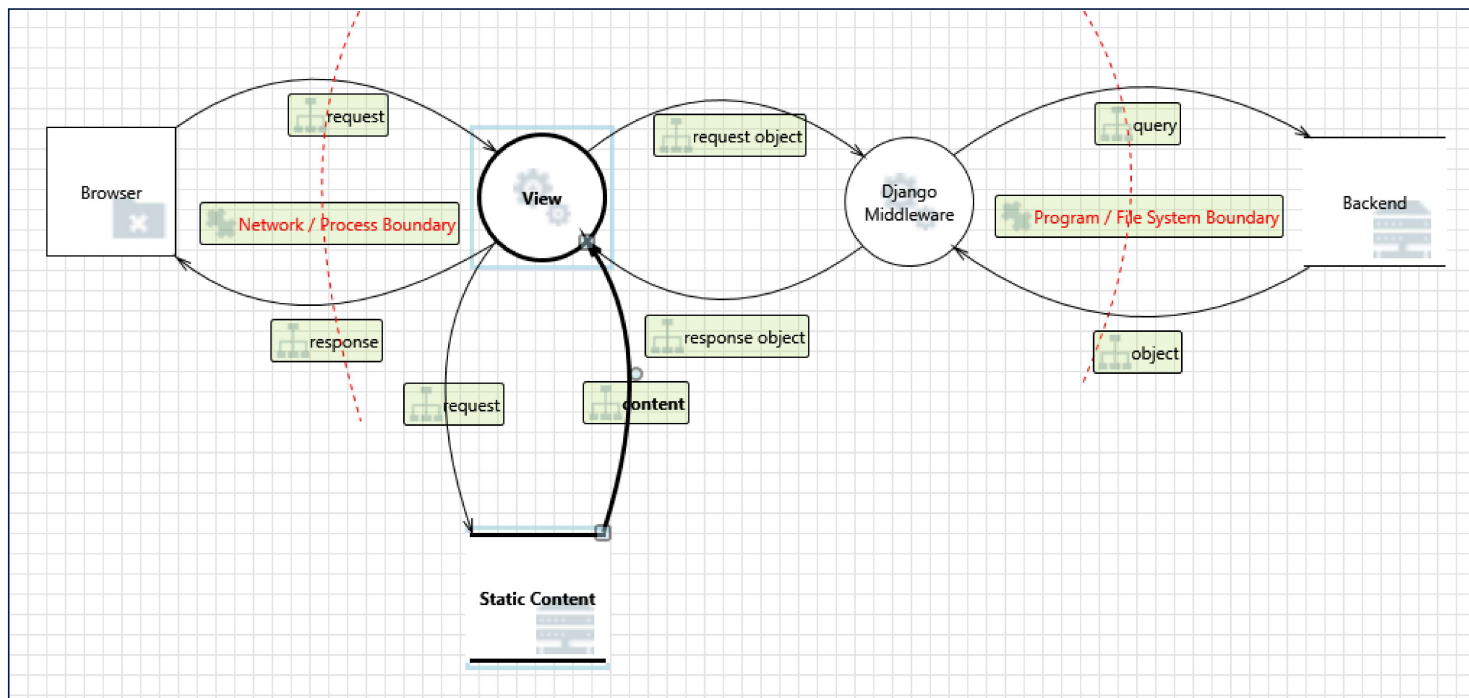 request
request object
query
Browser
View
Django
Middleware
Backend
Network / Process Boundary
Program / File System Boundary
response
response object
object
request
content
Static Content